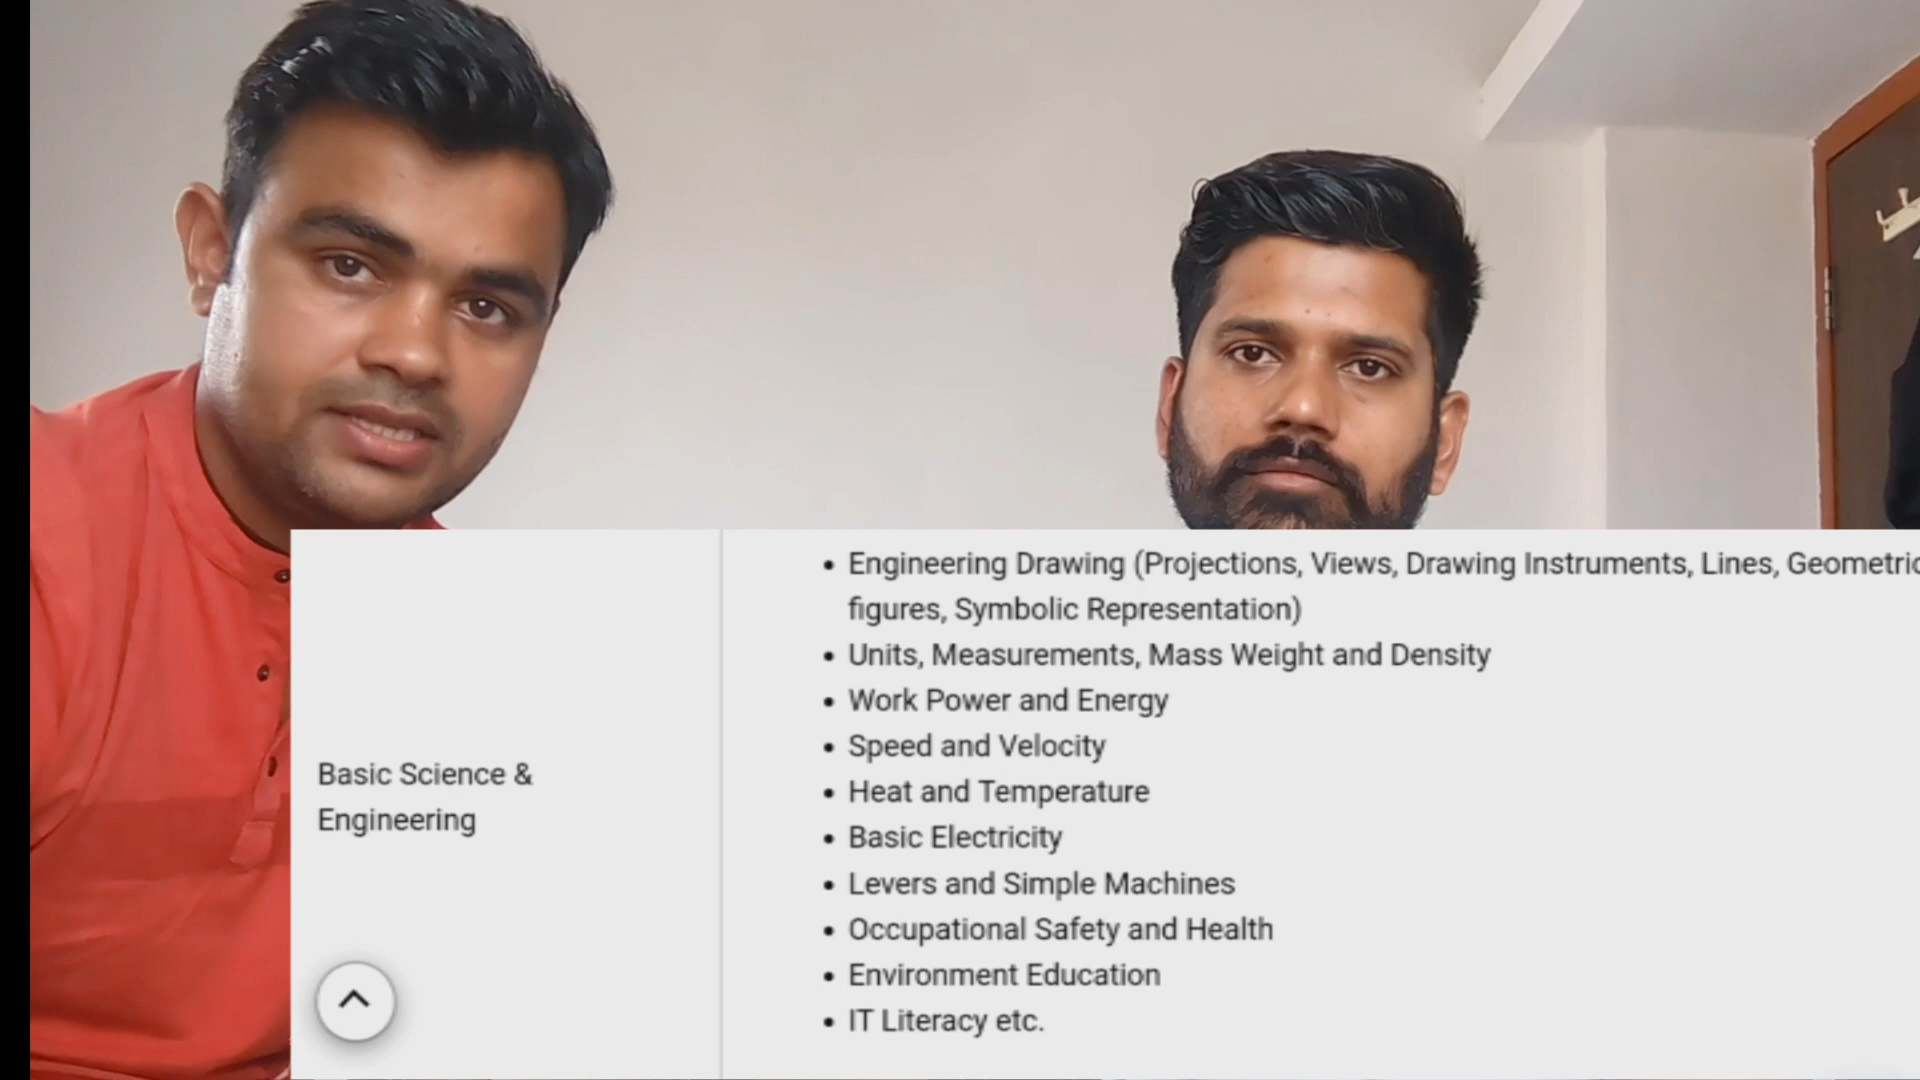 Engineering Drawing (Projections, Views, Drawing Instruments, Lines, Geometric
figures, Symbolic Representation)
Units, Measurements, Mass Weight and Density
Work Power and Energy
Speed and Velocity
Heat and Temperature
Basic Science &
Engineering
Basic Electricity
Levers and Simple Machines
Occupational Safety and Health
Environment Education
IT Literacy etc.